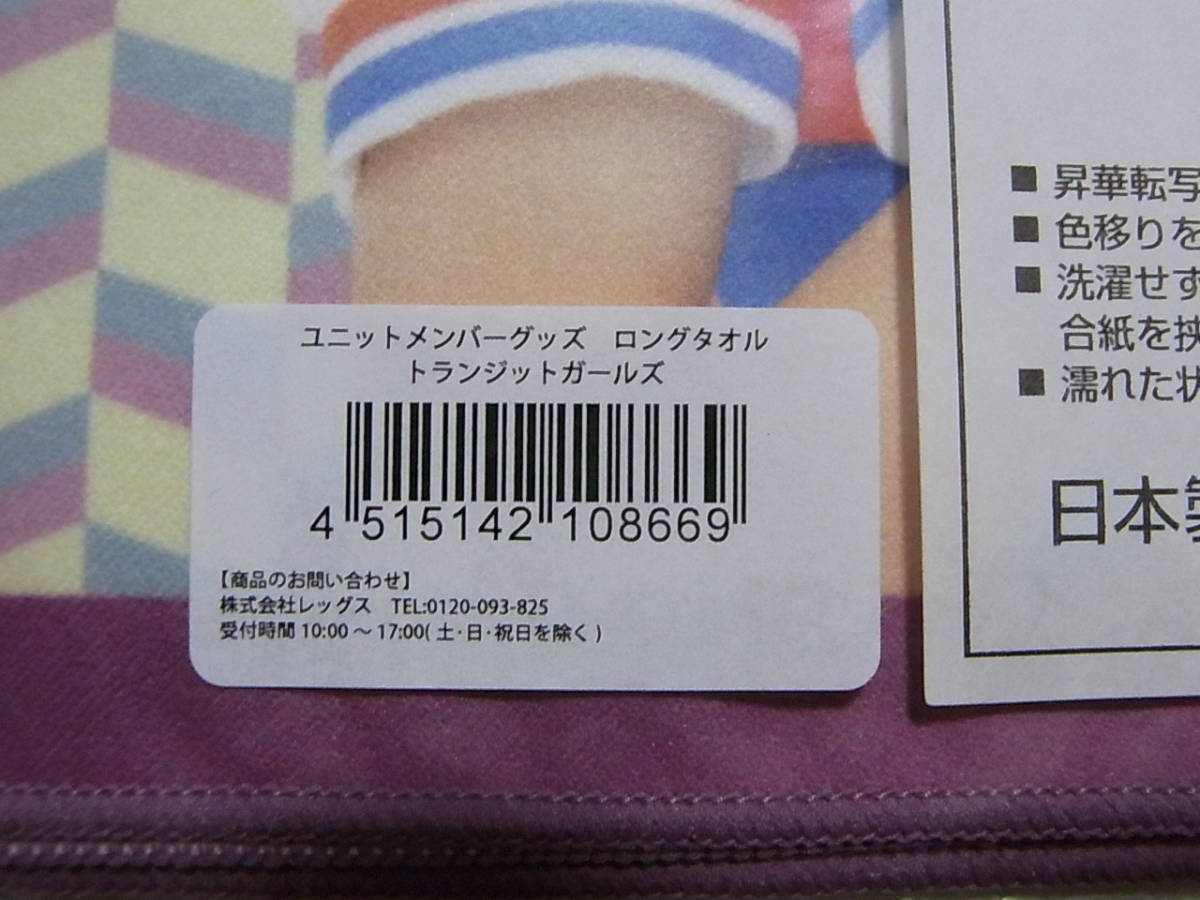 ユニットメンバーグッズ　ロングタオル
トランジットガールズ
4 515142 108669
【商品のお問い合わせ】
株式会社レッグス　TEL:0120-093-825
受付時間 10:00 ～ 17:00( 土・日・祝日を除く )
■ 昇華転写
■ 色移りを
■ 洗濯せず
合紙を挟
■ 濡れた状
日本製